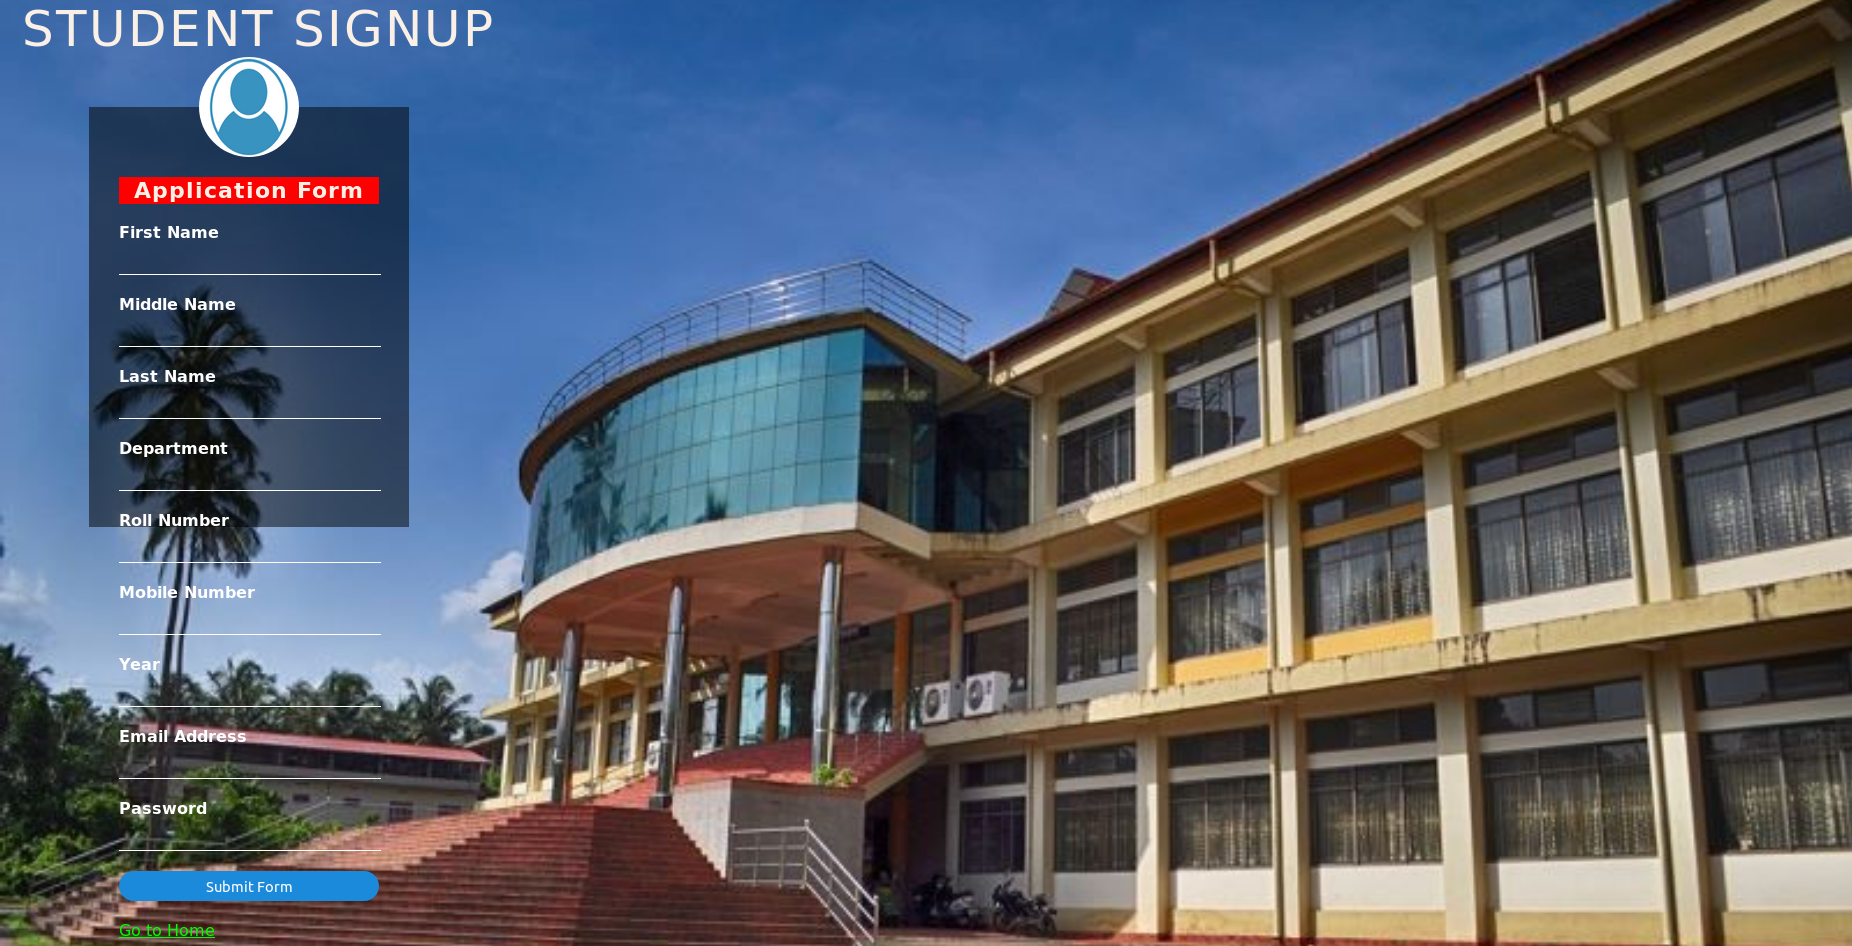 STUDENT SIGNUP
Application Form
First Name
Middle Name
Last Name
Department
Roll Number
Mobile Number
Year
Email Address
Password
Submit Form
Go to Home